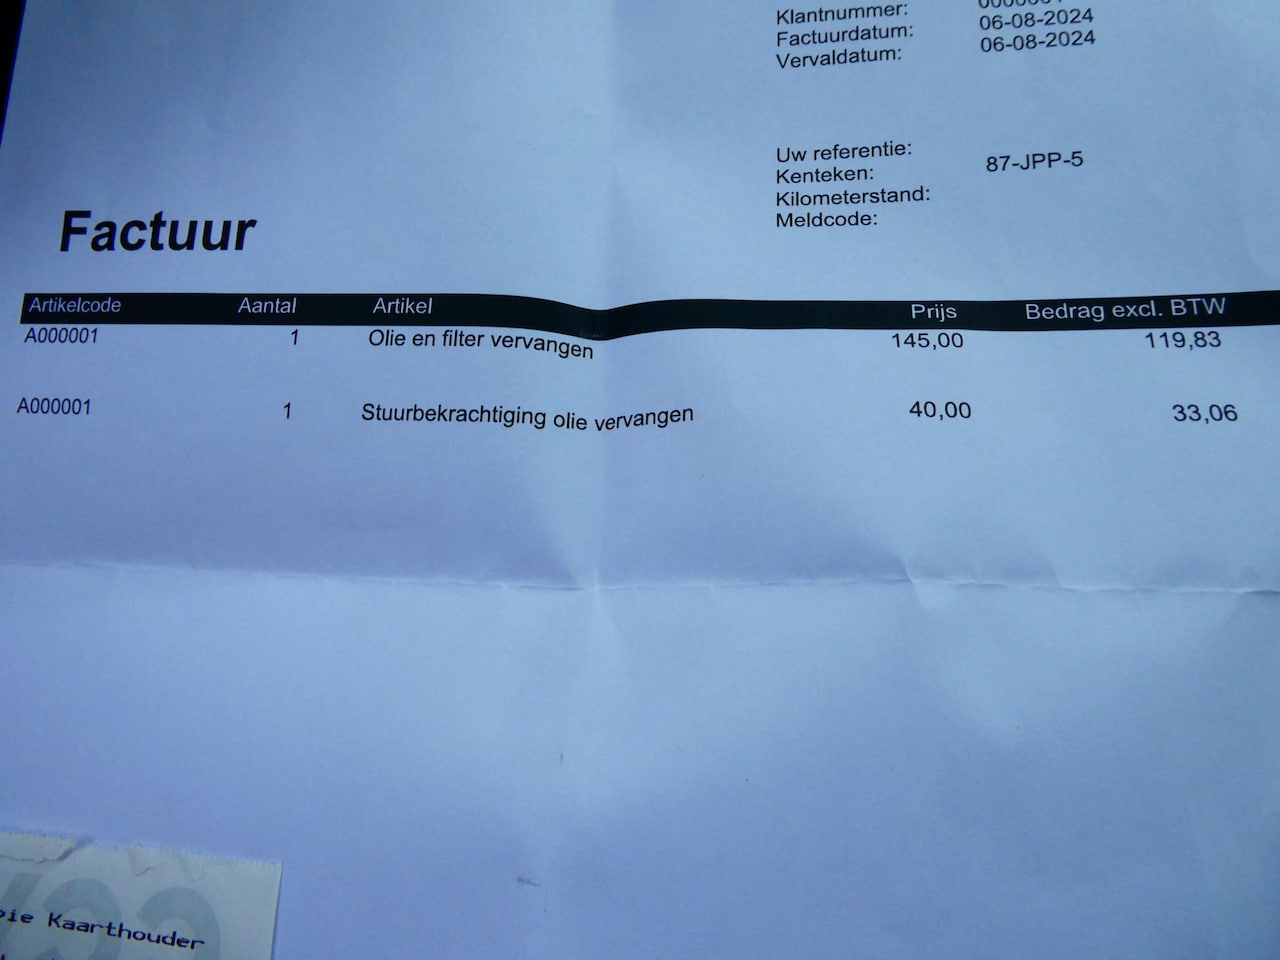 Klantnummer:
Factuurdatum: 06-08-2024
Vervaldatum: 06-08-2024
Uw referentie:
Kenteken: 87-JPP-5
Kilometerstand:
Meldcode:
Factuur
Artikelcode Aantal Artikel Prijs Bedrag excl. BTW
A000001 1 Olie en filter vervangen 145,00 119,83
A000001 1 Stuurbekrachtiging olie vervangen 40,00 33,06
Kaarthouder